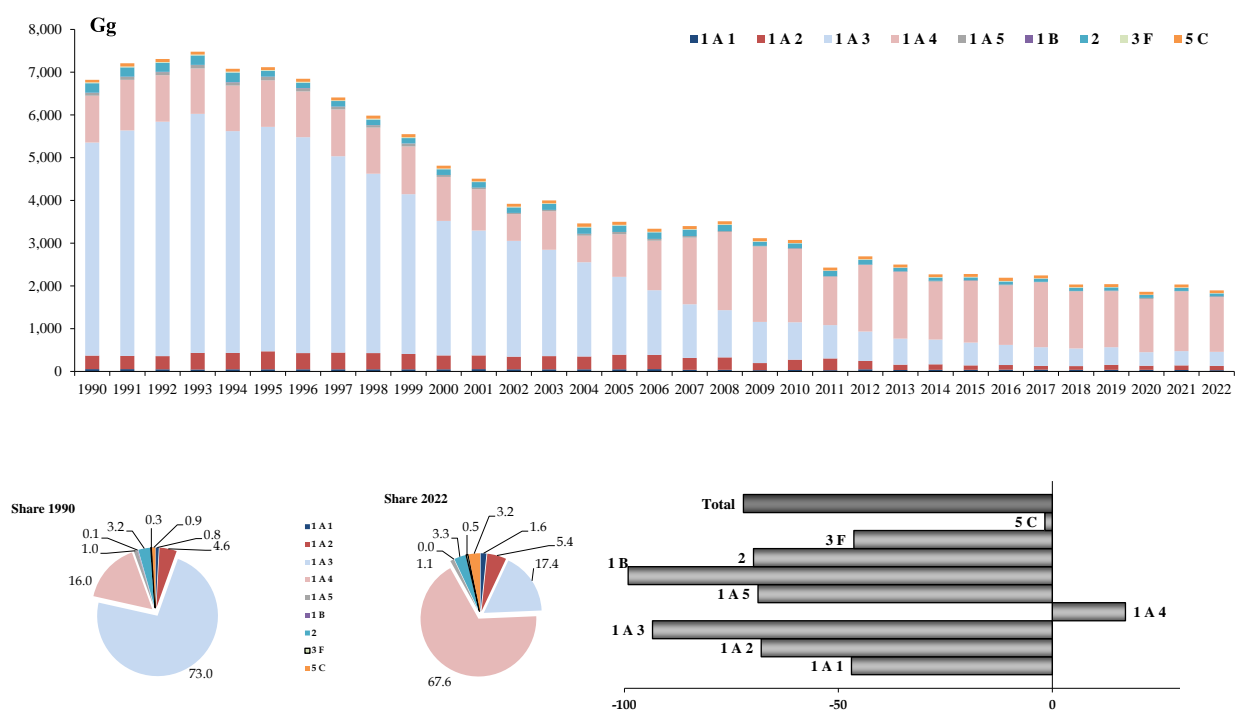 Gg
1 A 1 1 A 2 1 A 3 1 A 4 1 A 5 1 B 2 3 F 5 C
8,000
7,000
6,000
5,000
4,000
3,000
2,000
1,000
0
1990 1991 1992 1993 1994 1995 1996 1997 1998 1999 2000 2001 2002 2003 2004 2005 2006 2007 2008 2009 2010 2011 2012 2013 2014 2015 2016 2017 2018 2019 2020 2021 2022
Share 1990
0.1
3.2
0.3
0.9
1.0
0.8
4.6
16.0
73.0
1 A 1
1 A 2
1 A 3
1 A 4
1 A 5
1 B
2
3 F
5 C
Share 2022
3.3
0.5
3.2
0.0
1.6
1.1
5.4
17.4
67.6
Total
5 C
3 F
2
1 B
1 A 5
1 A 4
1 A 3
1 A 2
1 A 1
-100 -50 0